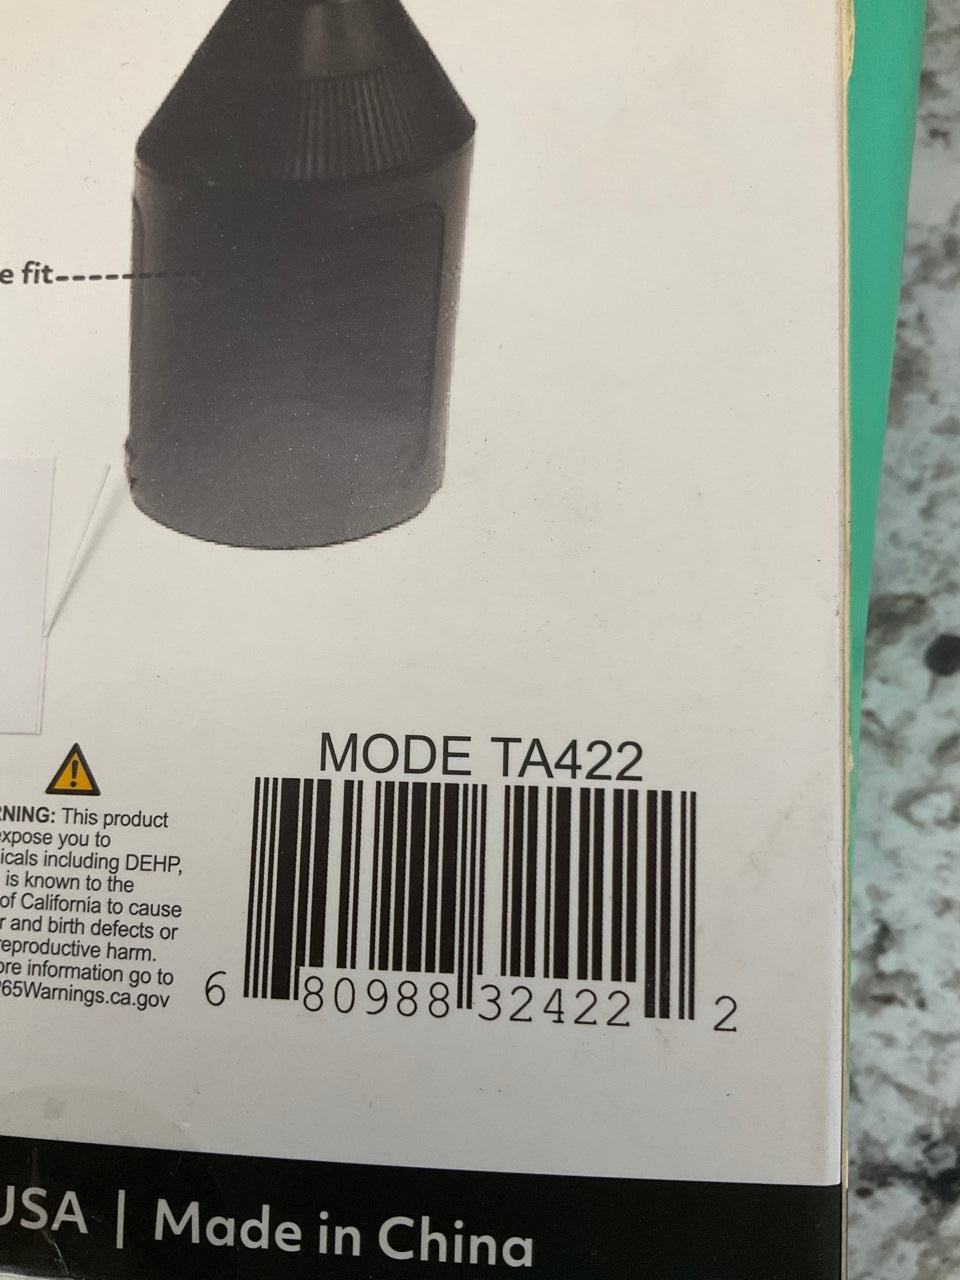 e fit
MODE TA422
NING: This product
xpose you to
icals including DEHP,
is known to the
of California to cause
r and birth defects or
reproductive harm.
ore information go to
65Warnings.ca.gov
6 80988 32422 2
USA | Made in China